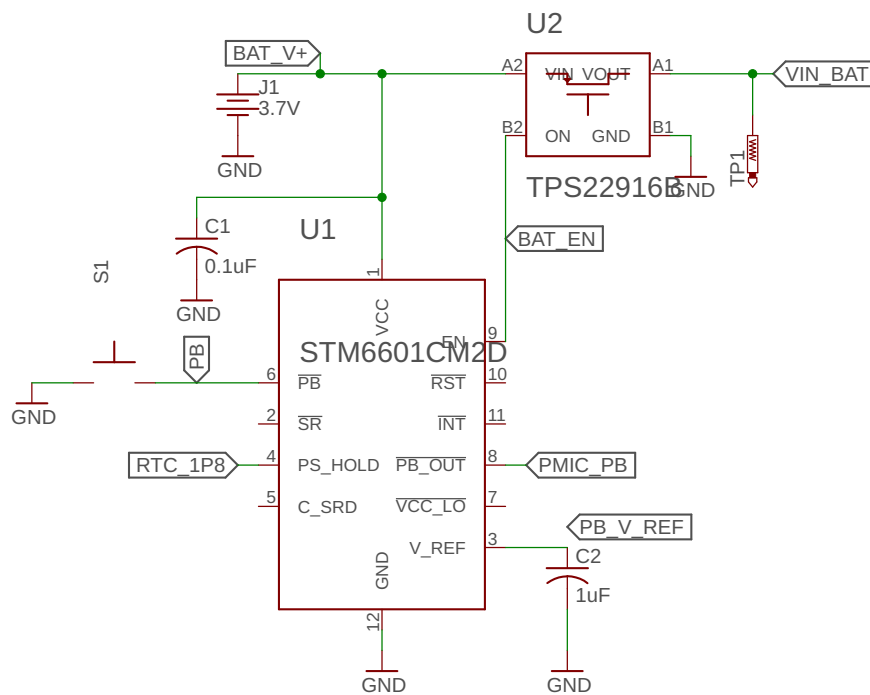 U2
BAT_V+
A2 VIN VOUT A1
VIN_BAT
J1
3.7V
GND
B2 ON GND B1
GND
TP1
TPS22916B
C1
0.1uF
GND
U1
BAT_EN
S1
1
VCC
EN 9
STM6601CM2D
PB
6 PB
RST 10
GND
2 SR
INT 11
RTC_1P8
4 PS_HOLD
PB_OUT 8
PMIC_PB
5 C_SRD
VCC_LO 7
PB_V_REF
V_REF 3
C2
1uF
GND
12
GND
GND